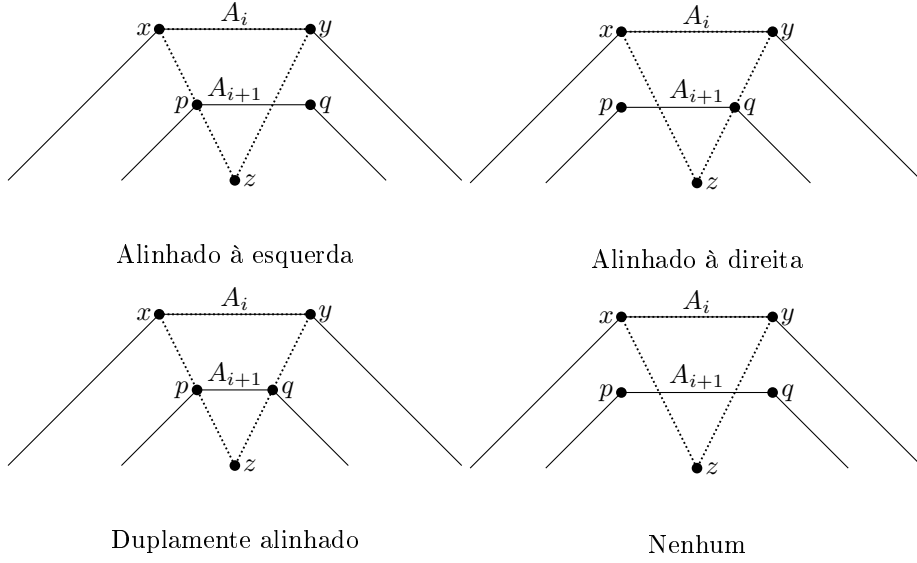 x A_i y
p A_{i+1} q
z
Alinhado à esquerda
x A_i y
p A_{i+1} q
z
Alinhado à direita
x A_i y
p A_{i+1} q
z
Duplamente alinhado
x A_i y
p A_{i+1} q
z
Nenhum